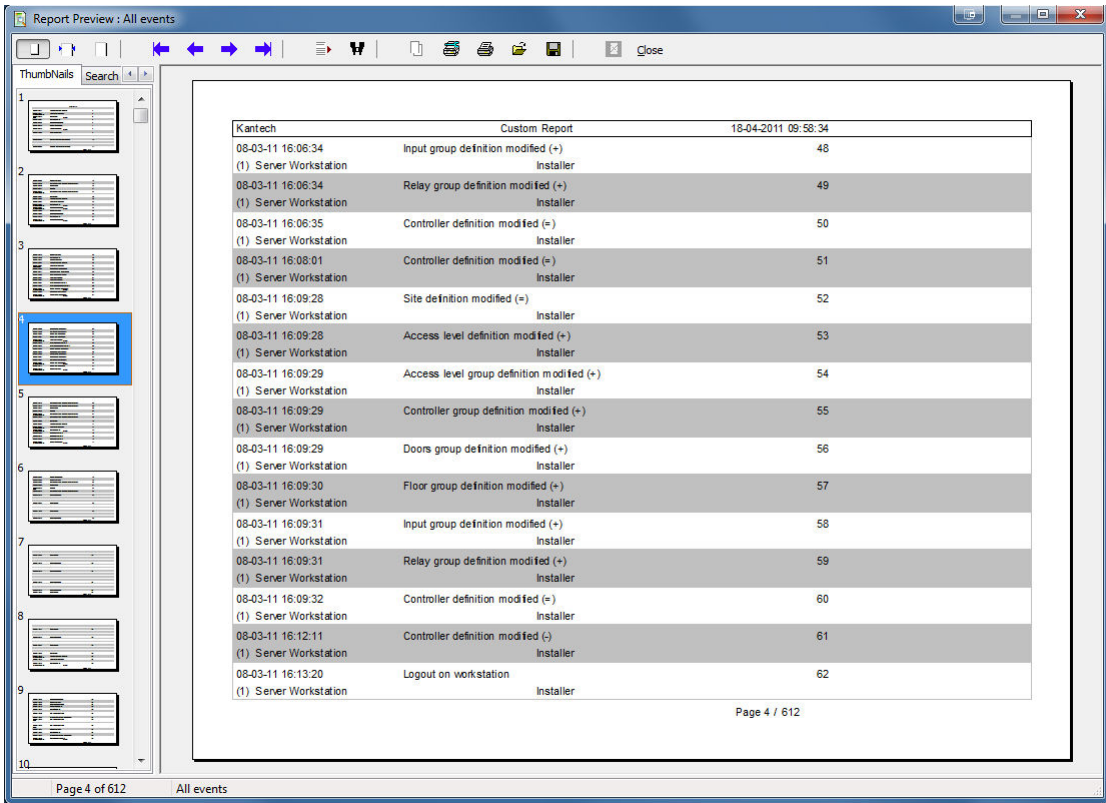 Report Preview : All events
Close
ThumbNails Search
1
2
3
4
5
6
7
8
9
10
Kantech Custom Report 18-04-2011 09:58:34
08-03-11 16:06:34 Input group definition modified (+) 48
(1) Server Workstation Installer
08-03-11 16:06:34 Relay group definition modified (+) 49
(1) Server Workstation Installer
08-03-11 16:06:35 Controller definition modified (=) 50
(1) Server Workstation Installer
08-03-11 16:08:01 Controller definition modified (=) 51
(1) Server Workstation Installer
08-03-11 16:09:28 Site definition modified (=) 52
(1) Server Workstation Installer
08-03-11 16:09:28 Access level definition modified (+) 53
(1) Server Workstation Installer
08-03-11 16:09:29 Access level group definition modified (+) 54
(1) Server Workstation Installer
08-03-11 16:09:29 Controller group definition modified (+) 55
(1) Server Workstation Installer
08-03-11 16:09:29 Doors group definition modified (+) 56
(1) Server Workstation Installer
08-03-11 16:09:30 Floor group definition modified (+) 57
(1) Server Workstation Installer
08-03-11 16:09:31 Input group definition modified (+) 58
(1) Server Workstation Installer
08-03-11 16:09:31 Relay group definition modified (+) 59
(1) Server Workstation Installer
08-03-11 16:09:32 Controller definition modified (=) 60
(1) Server Workstation Installer
08-03-11 16:12:11 Controller definition modified (-) 61
(1) Server Workstation Installer
08-03-11 16:13:20 Logout on workstation 62
(1) Server Workstation Installer
Page 4 / 612
Page 4 of 612 All events